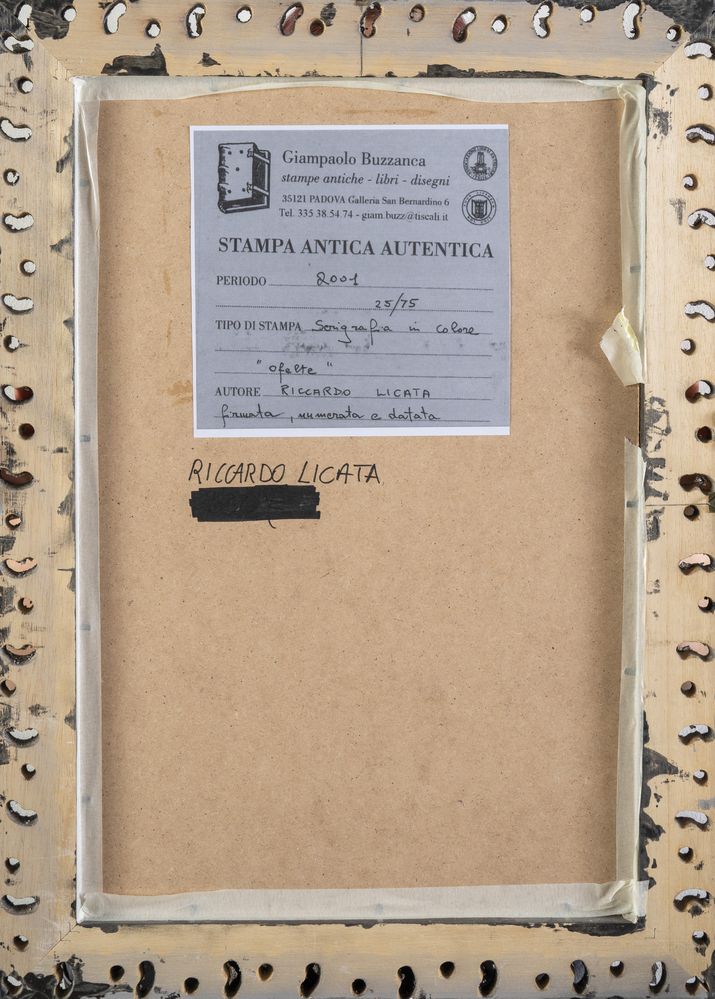 Giampaolo Buzzanca
stampe antiche - libri - disegni
35121 PADOVA Galleria San Bernardino 6
Tel. 335 38 54 74 - giam.buzz@tiscali.it
STAMPA ANTICA AUTENTICA
PERIODO 2001
25/75
TIPO DI STAMPA Serigrafia in colore
"Ofelte"
AUTORE RICCARDO LICATA
firmata, numerata e datata
RICCARDO LICATA